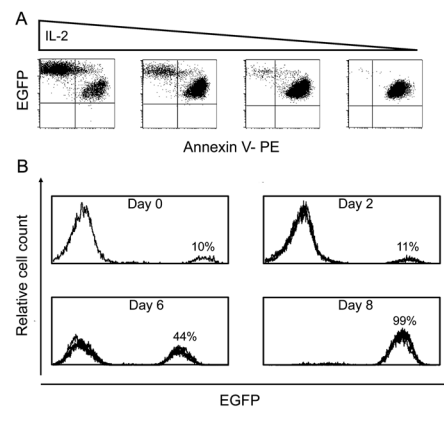 A
IL-2
EGFP
Annexin V- PE
B
Relative cell count
Day 0
10%
Day 2
11%
Day 6
44%
Day 8
99%
EGFP